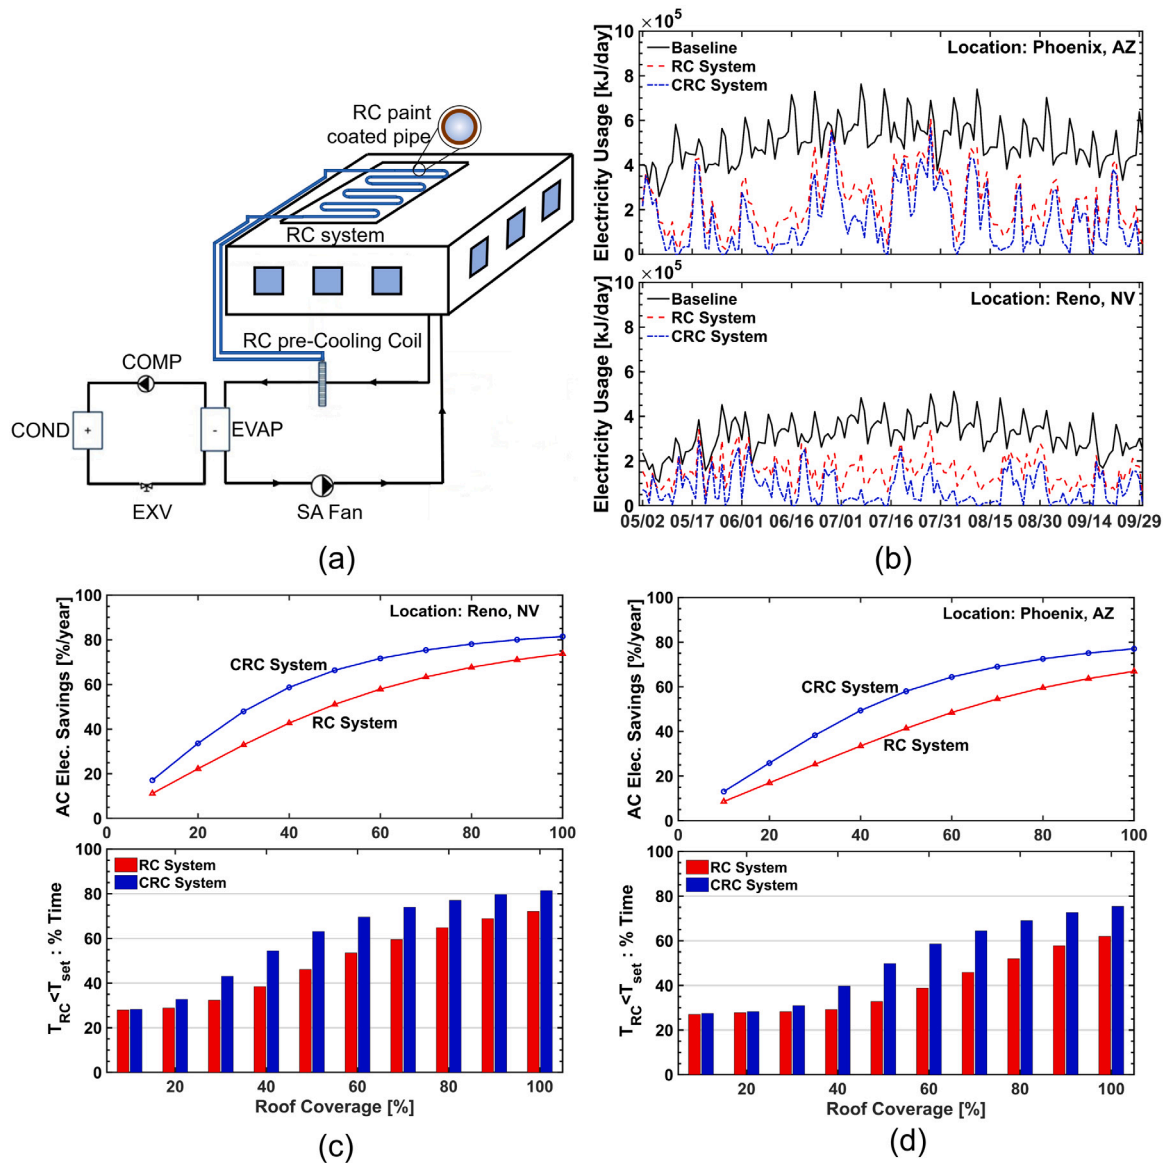 RC paint
coated pipe
RC system
RC pre-Cooling Coil
COMP
COND
+
-
EVAP
EXV
SA Fan
(a)
×10⁵
Electricity Usage [kJ/day]
10
8
6
4
2
0
Baseline
RC System
CRC System
Location: Phoenix, AZ
×10⁵
Electricity Usage [kJ/day]
10
8
6
4
2
0
Baseline
RC System
CRC System
Location: Reno, NV
05/02 05/17 06/01 06/16 07/01 07/16 07/31 08/15 08/30 09/14 09/29
(b)
AC Elec. Savings [%/year]
100
80
60
40
20
0
Location: Reno, NV
CRC System
RC System
0 20 40 60 80 100
T_RC<T_set : % Time
100
80
60
40
20
0
RC System
CRC System
20 40 60 80 100
Roof Coverage [%]
(c)
AC Elec. Savings [%/year]
100
80
60
40
20
0
Location: Phoenix, AZ
CRC System
RC System
0 20 40 60 80 100
T_RC<T_set : % Time
100
80
60
40
20
0
RC System
CRC System
20 40 60 80 100
Roof Coverage [%]
(d)